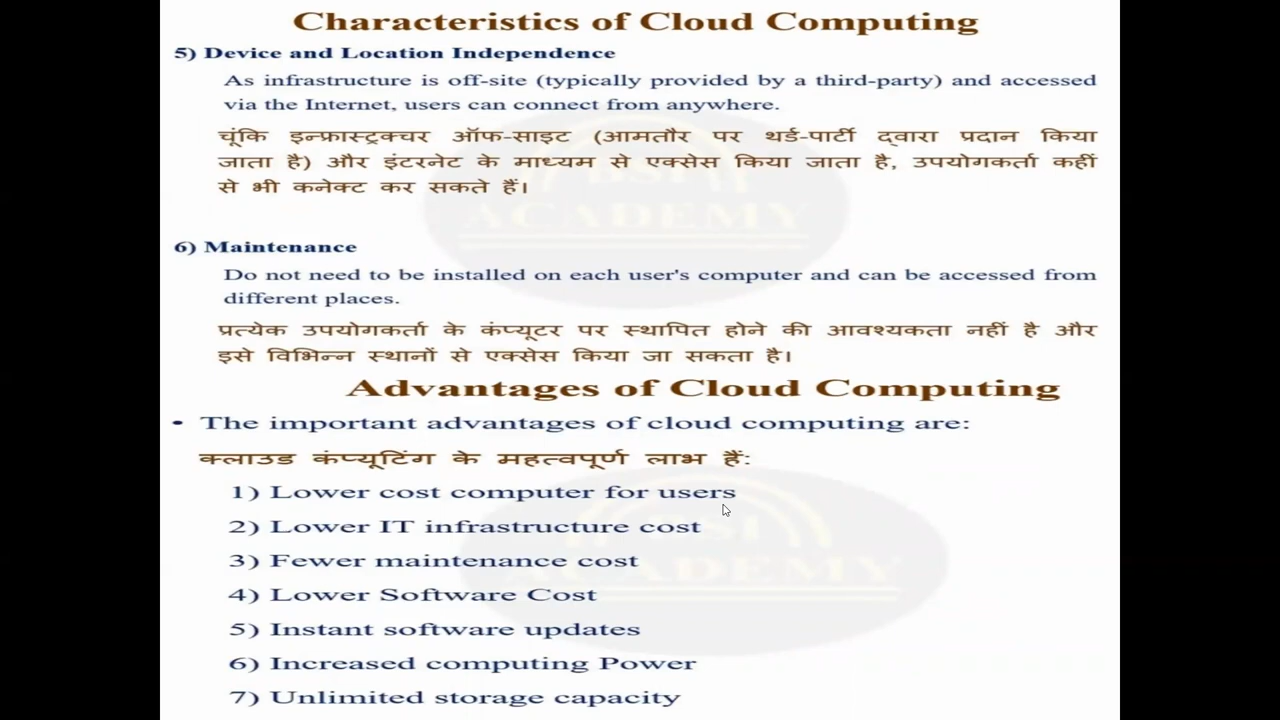 Characteristics of Cloud Computing
5) Device and Location Independence
As infrastructure is off-site (typically provided by a third-party) and accessed
via the Internet, users can connect from anywhere.
चूंकि इन्फ्रास्ट्रक्चर ऑफ-साइट (आमतौर पर थर्ड-पार्टी द्वारा प्रदान किया
जाता है) और इंटरनेट के माध्यम से एक्सेस किया जाता है, उपयोगकर्ता कहीं
से भी कनेक्ट कर सकते हैं।
ACADEMY
6) Maintenance
Do not need to be installed on each user's computer and can be accessed from
different places.
प्रत्येक उपयोगकर्ता के कंप्यूटर पर स्थापित होने की आवश्यकता नहीं है और
इसे विभिन्न स्थानों से एक्सेस किया जा सकता है।
Advantages of Cloud Computing
• The important advantages of cloud computing are:
क्लाउड कंप्यूटिंग के महत्वपूर्ण लाभ हैं:
1) Lower cost computer for users
2) Lower IT infrastructure cost
3) Fewer maintenance cost
4) Lower Software Cost
5) Instant software updates
6) Increased computing Power
7) Unlimited storage capacity